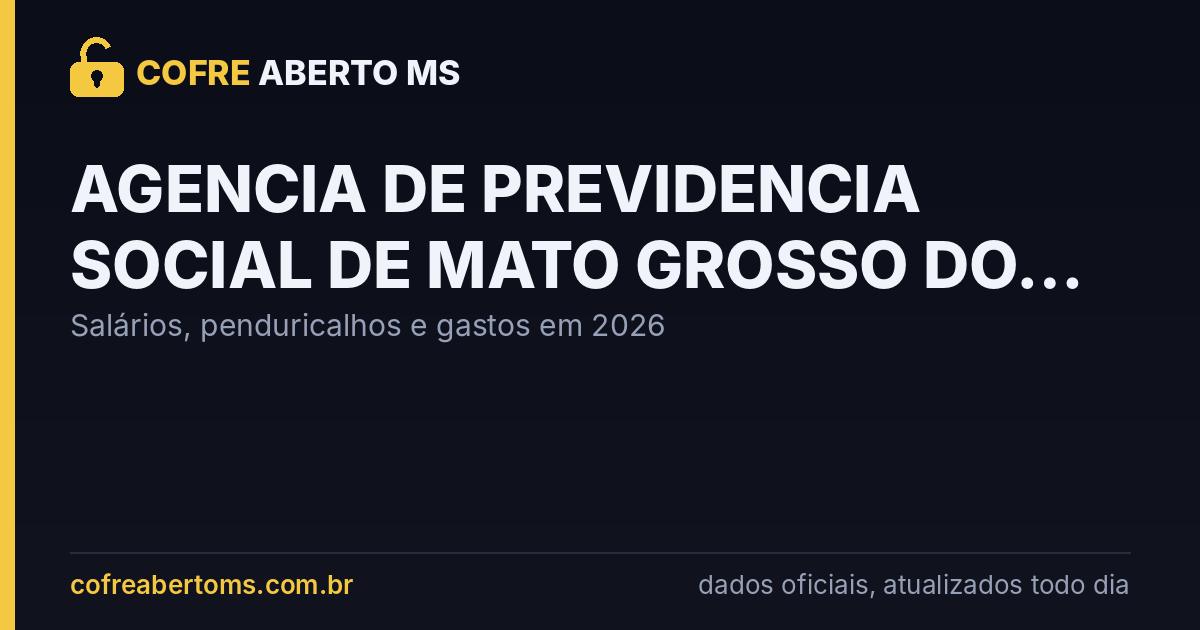 COFRE ABERTO MS
AGENCIA DE PREVIDENCIA
SOCIAL DE MATO GROSSO DO...
Salários, penduricalhos e gastos em 2026
cofreabertoms.com.br
dados oficiais, atualizados todo dia